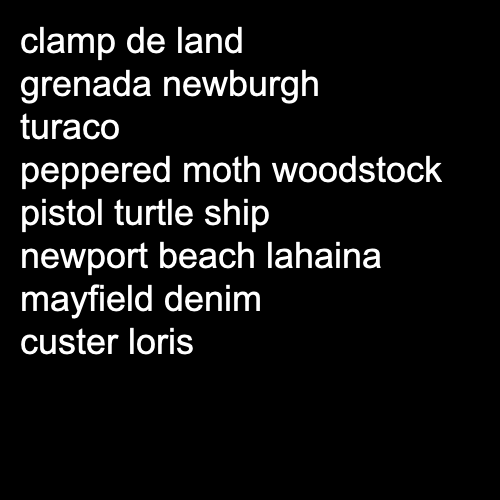 clamp de land
grenada newburgh
turaco
peppered moth woodstock
pistol turtle ship
newport beach lahaina
mayfield denim
custer loris